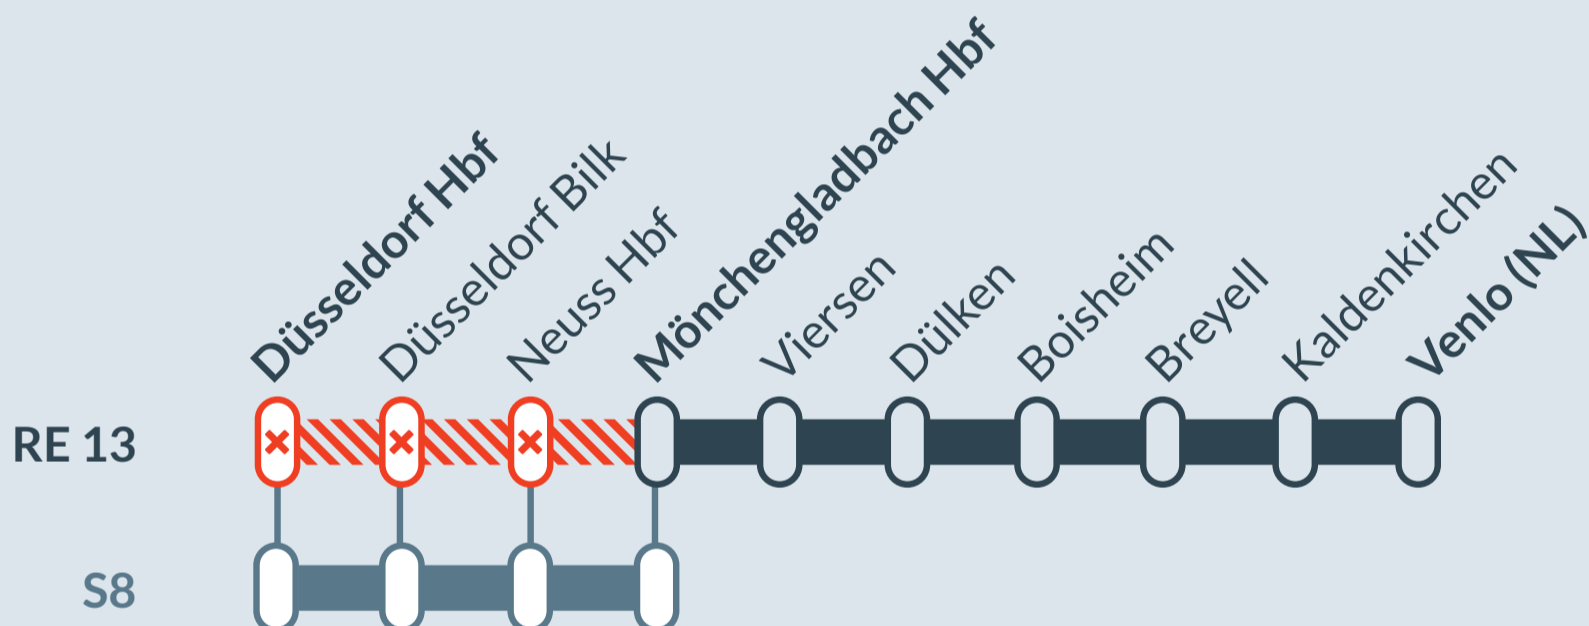 Düsseldorf Hbf
Düsseldorf Bilk
Neuss Hbf
Mönchengladbach Hbf
Viersen
Dülken
Boisheim
Breyell
Kaldenkirchen
Venlo (NL)
RE 13
S8